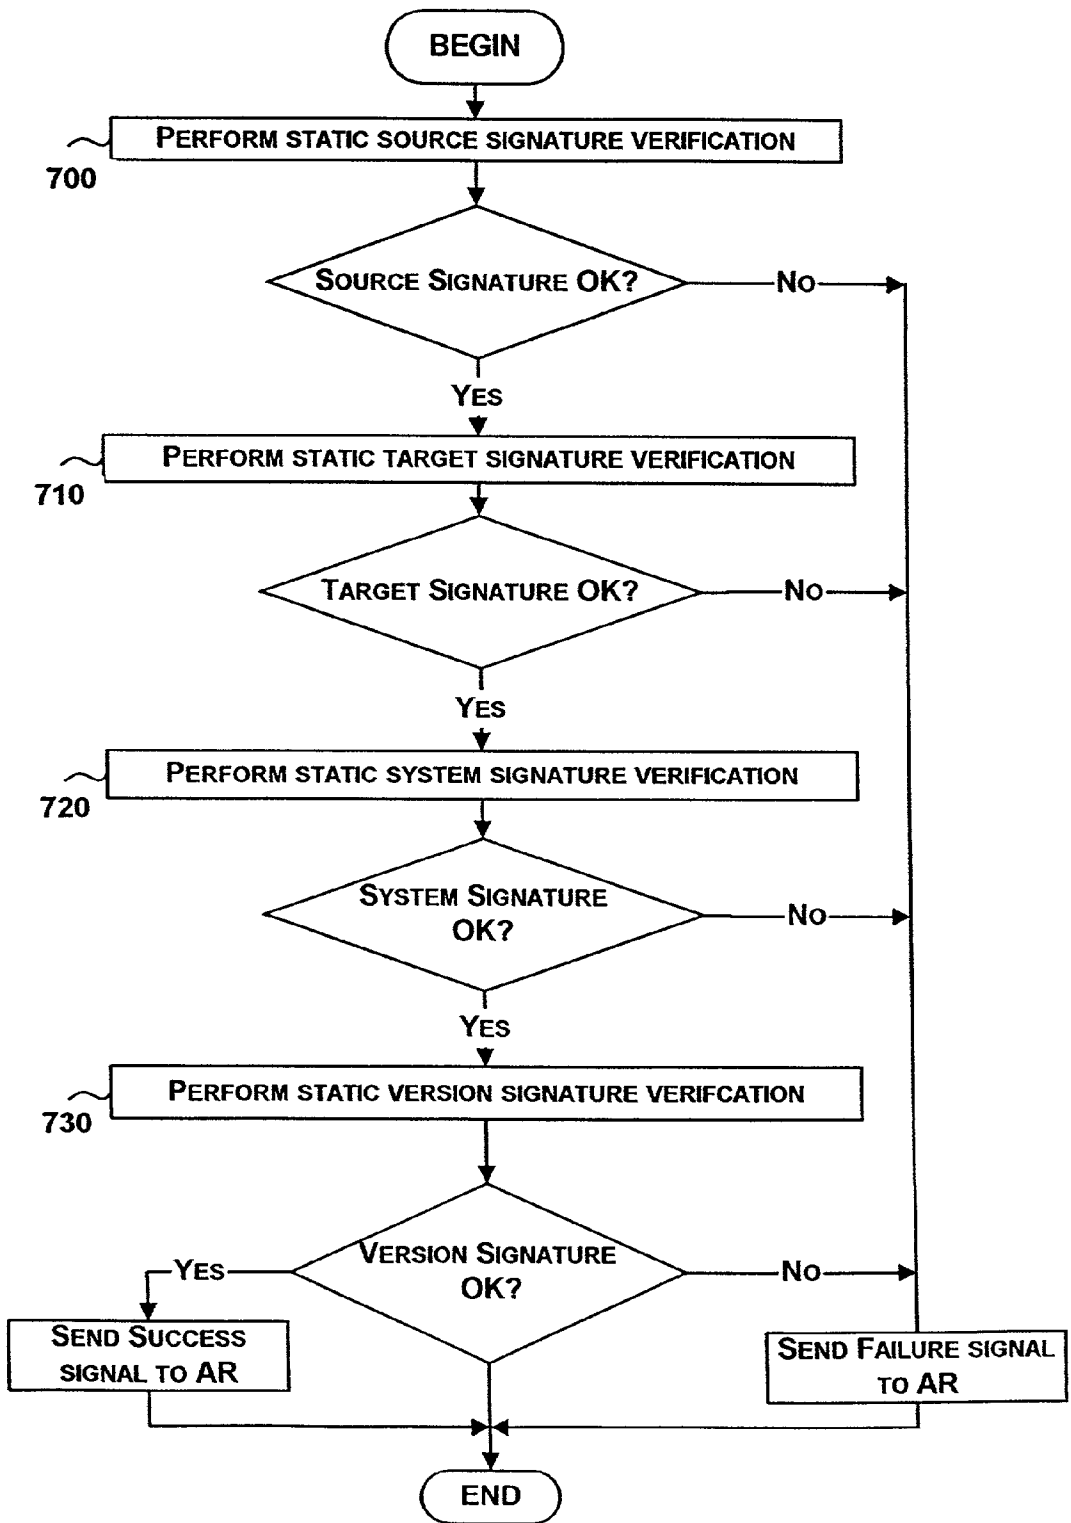 BEGIN
PERFORM STATIC SOURCE SIGNATURE VERIFICATION
700
SOURCE SIGNATURE OK?
NO
YES
PERFORM STATIC TARGET SIGNATURE VERIFICATION
710
TARGET SIGNATURE OK?
NO
YES
PERFORM STATIC SYSTEM SIGNATURE VERIFICATION
720
SYSTEM SIGNATURE
OK?
NO
YES
PERFORM STATIC VERSION SIGNATURE VERIFCATION
730
VERSION SIGNATURE
OK?
YES
NO
SEND SUCCESS
SIGNAL TO AR
SEND FAILURE SIGNAL
TO AR
END